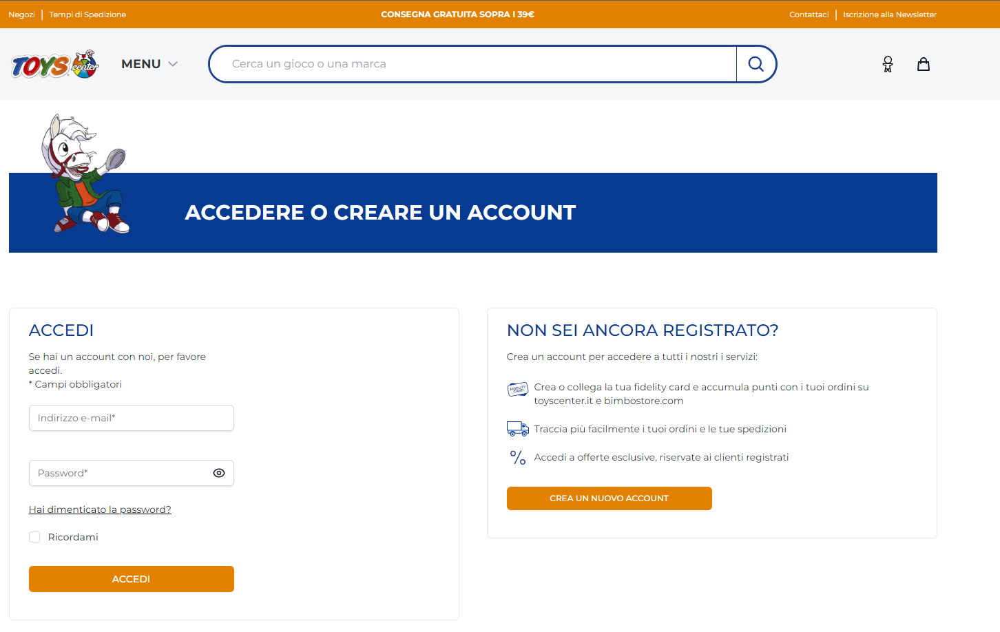 Negozi
Tempi di Spedizione
CONSEGNA GRATUITA SOPRA I 39€
Contattaci
Iscrizione alla Newsletter
TOYS center
MENU
Cerca un gioco o una marca
ACCEDERE O CREARE UN ACCOUNT
ACCEDI
Se hai un account con noi, per favore
accedi.
* Campi obbligatori
Indirizzo e-mail*
Password*
Hai dimenticato la password?
Ricordami
ACCEDI
NON SEI ANCORA REGISTRATO?
Crea un account per accedere a tutti i nostri i servizi:
FIDELITY
CARD
Crea o collega la tua fidelity card e accumula punti con i tuoi ordini su
toyscenter.it e bimbostore.com
Traccia più facilmente i tuoi ordini e le tue spedizioni
Accedi a offerte esclusive, riservate ai clienti registrati
CREA UN NUOVO ACCOUNT